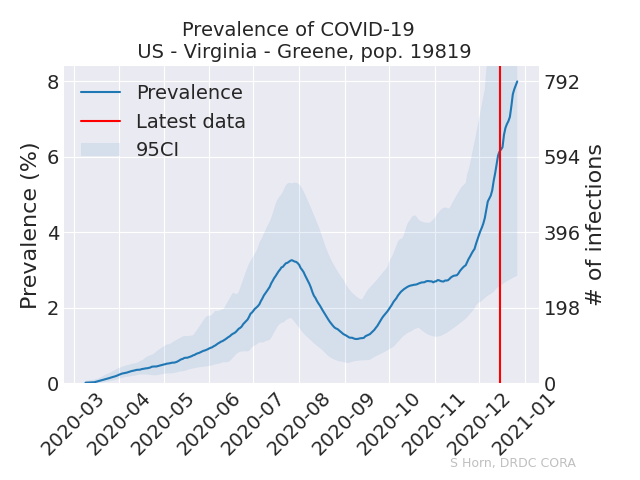 Prevalence of COVID-19
US - Virginia - Greene, pop. 19819
Prevalence
Latest data
95CI
Prevalence (%)
8
6
4
2
0
792
594
396
198
0
# of infections
2020-03
2020-04
2020-05
2020-06
2020-07
2020-08
2020-09
2020-10
2020-11
2020-12
2021-01
S Horn, DRDC CORA